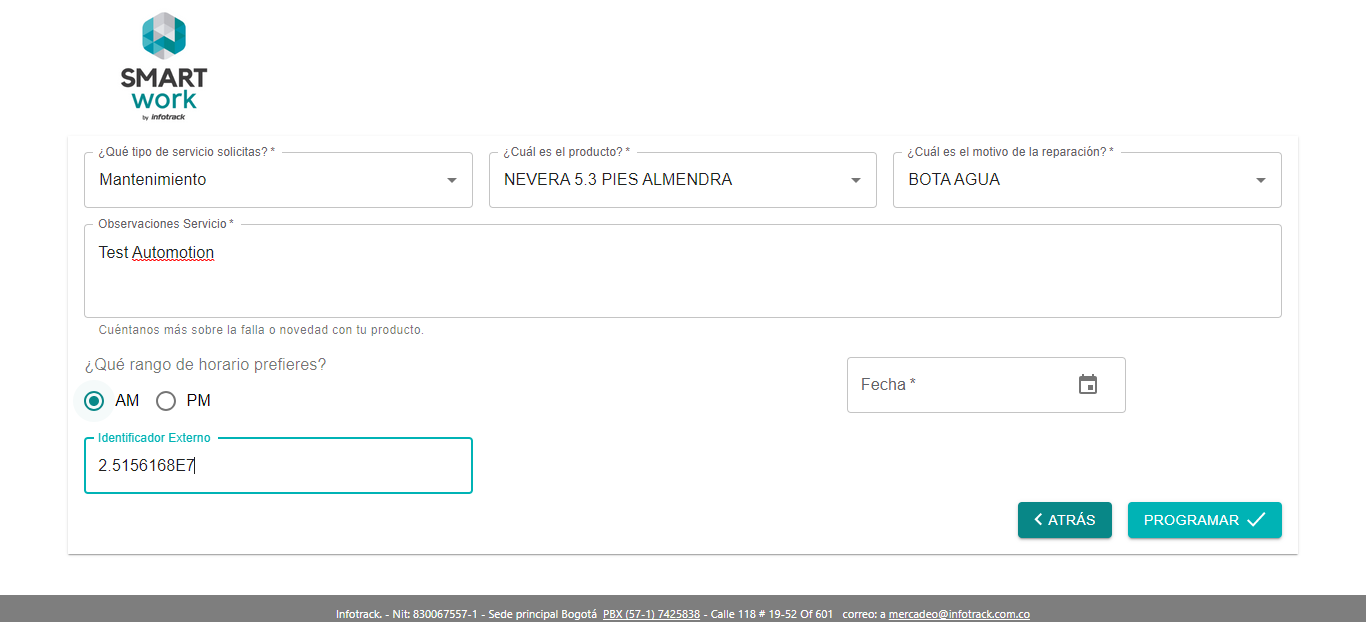 SMART
work
by infotrack
¿Qué tipo de servicio solicitas? *
Mantenimiento
¿Cuál es el producto? *
NEVERA 5.3 PIES ALMENDRA
¿Cuál es el motivo de la reparación? *
BOTA AGUA
Observaciones Servicio *
Test Automotion
Cuéntanos más sobre la falla o novedad con tu producto.
¿Qué rango de horario prefieres?
AM
PM
Fecha *
Identificador Externo
2.5156168E7
ATRÁS
PROGRAMAR
Infotrack. - Nit: 830067557-1 - Sede principal Bogotá PBX (57-1) 7425838 - Calle 118 # 19-52 Of 601 correo: a mercadeo@infotrack.com.co